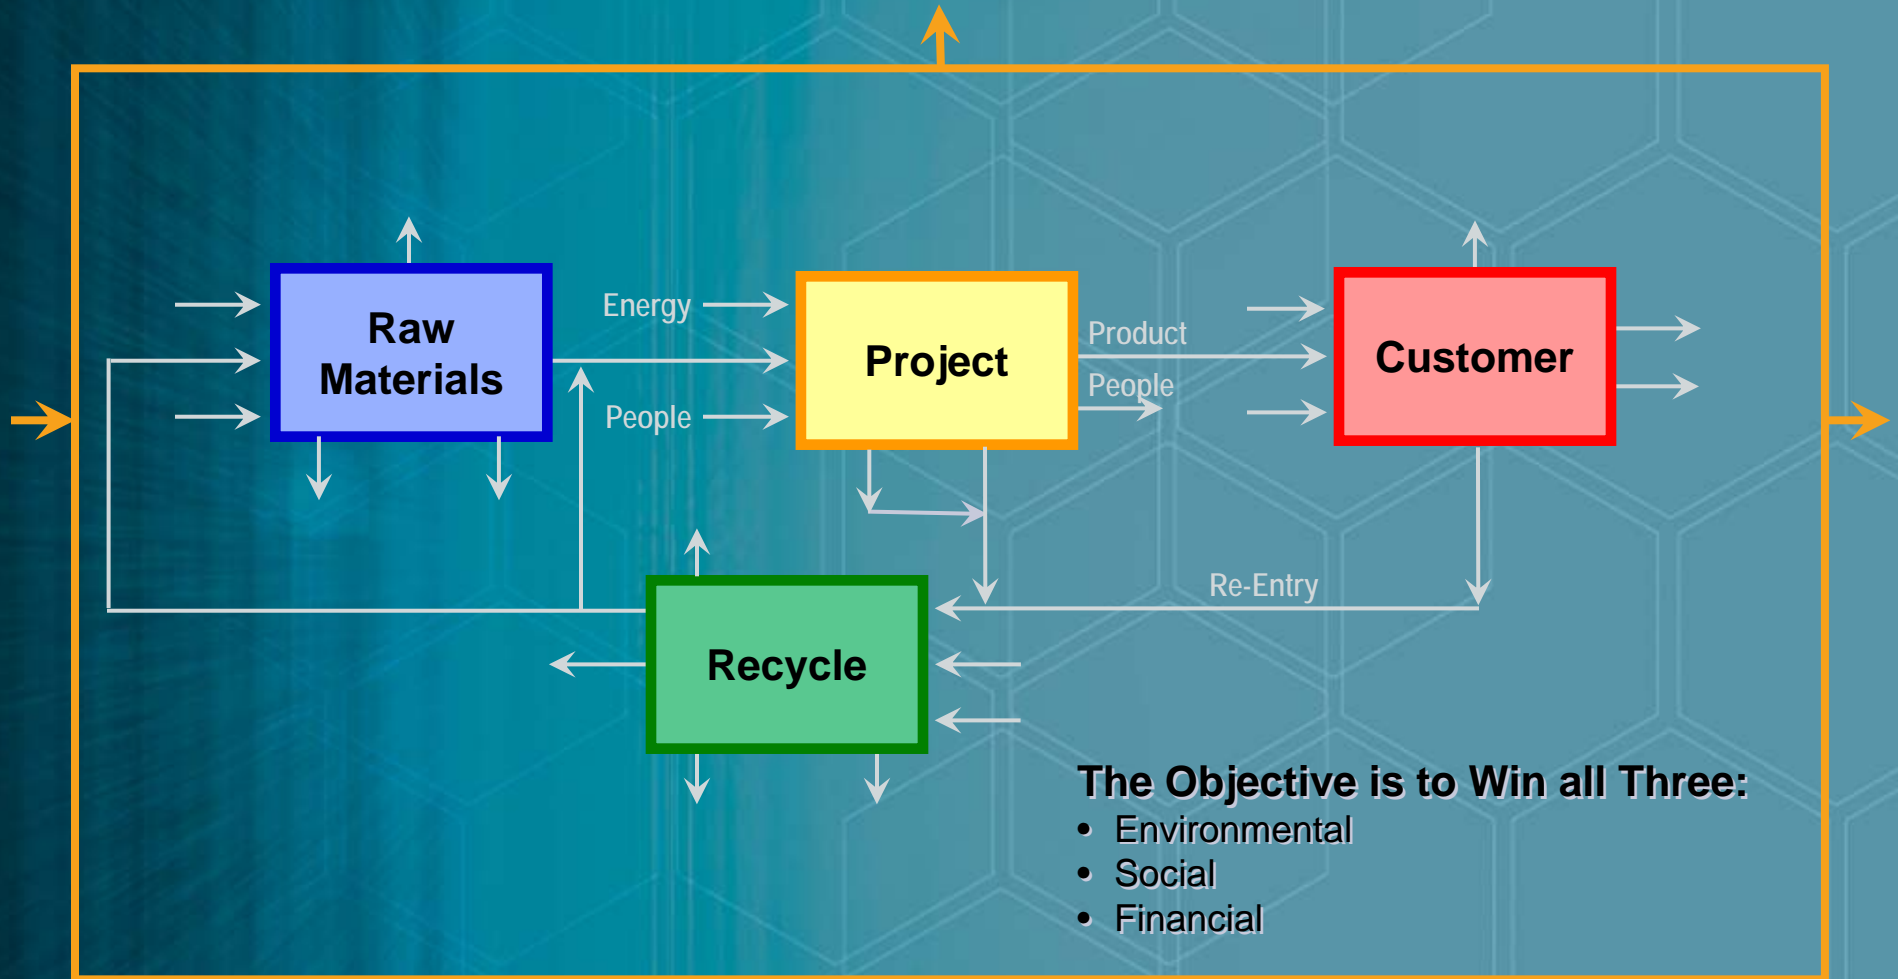 Raw
Materials
Energy
People
Project
Product
People
Customer
Re-Entry
Recycle
The Objective is to Win all Three:
• Environmental
• Social
• Financial